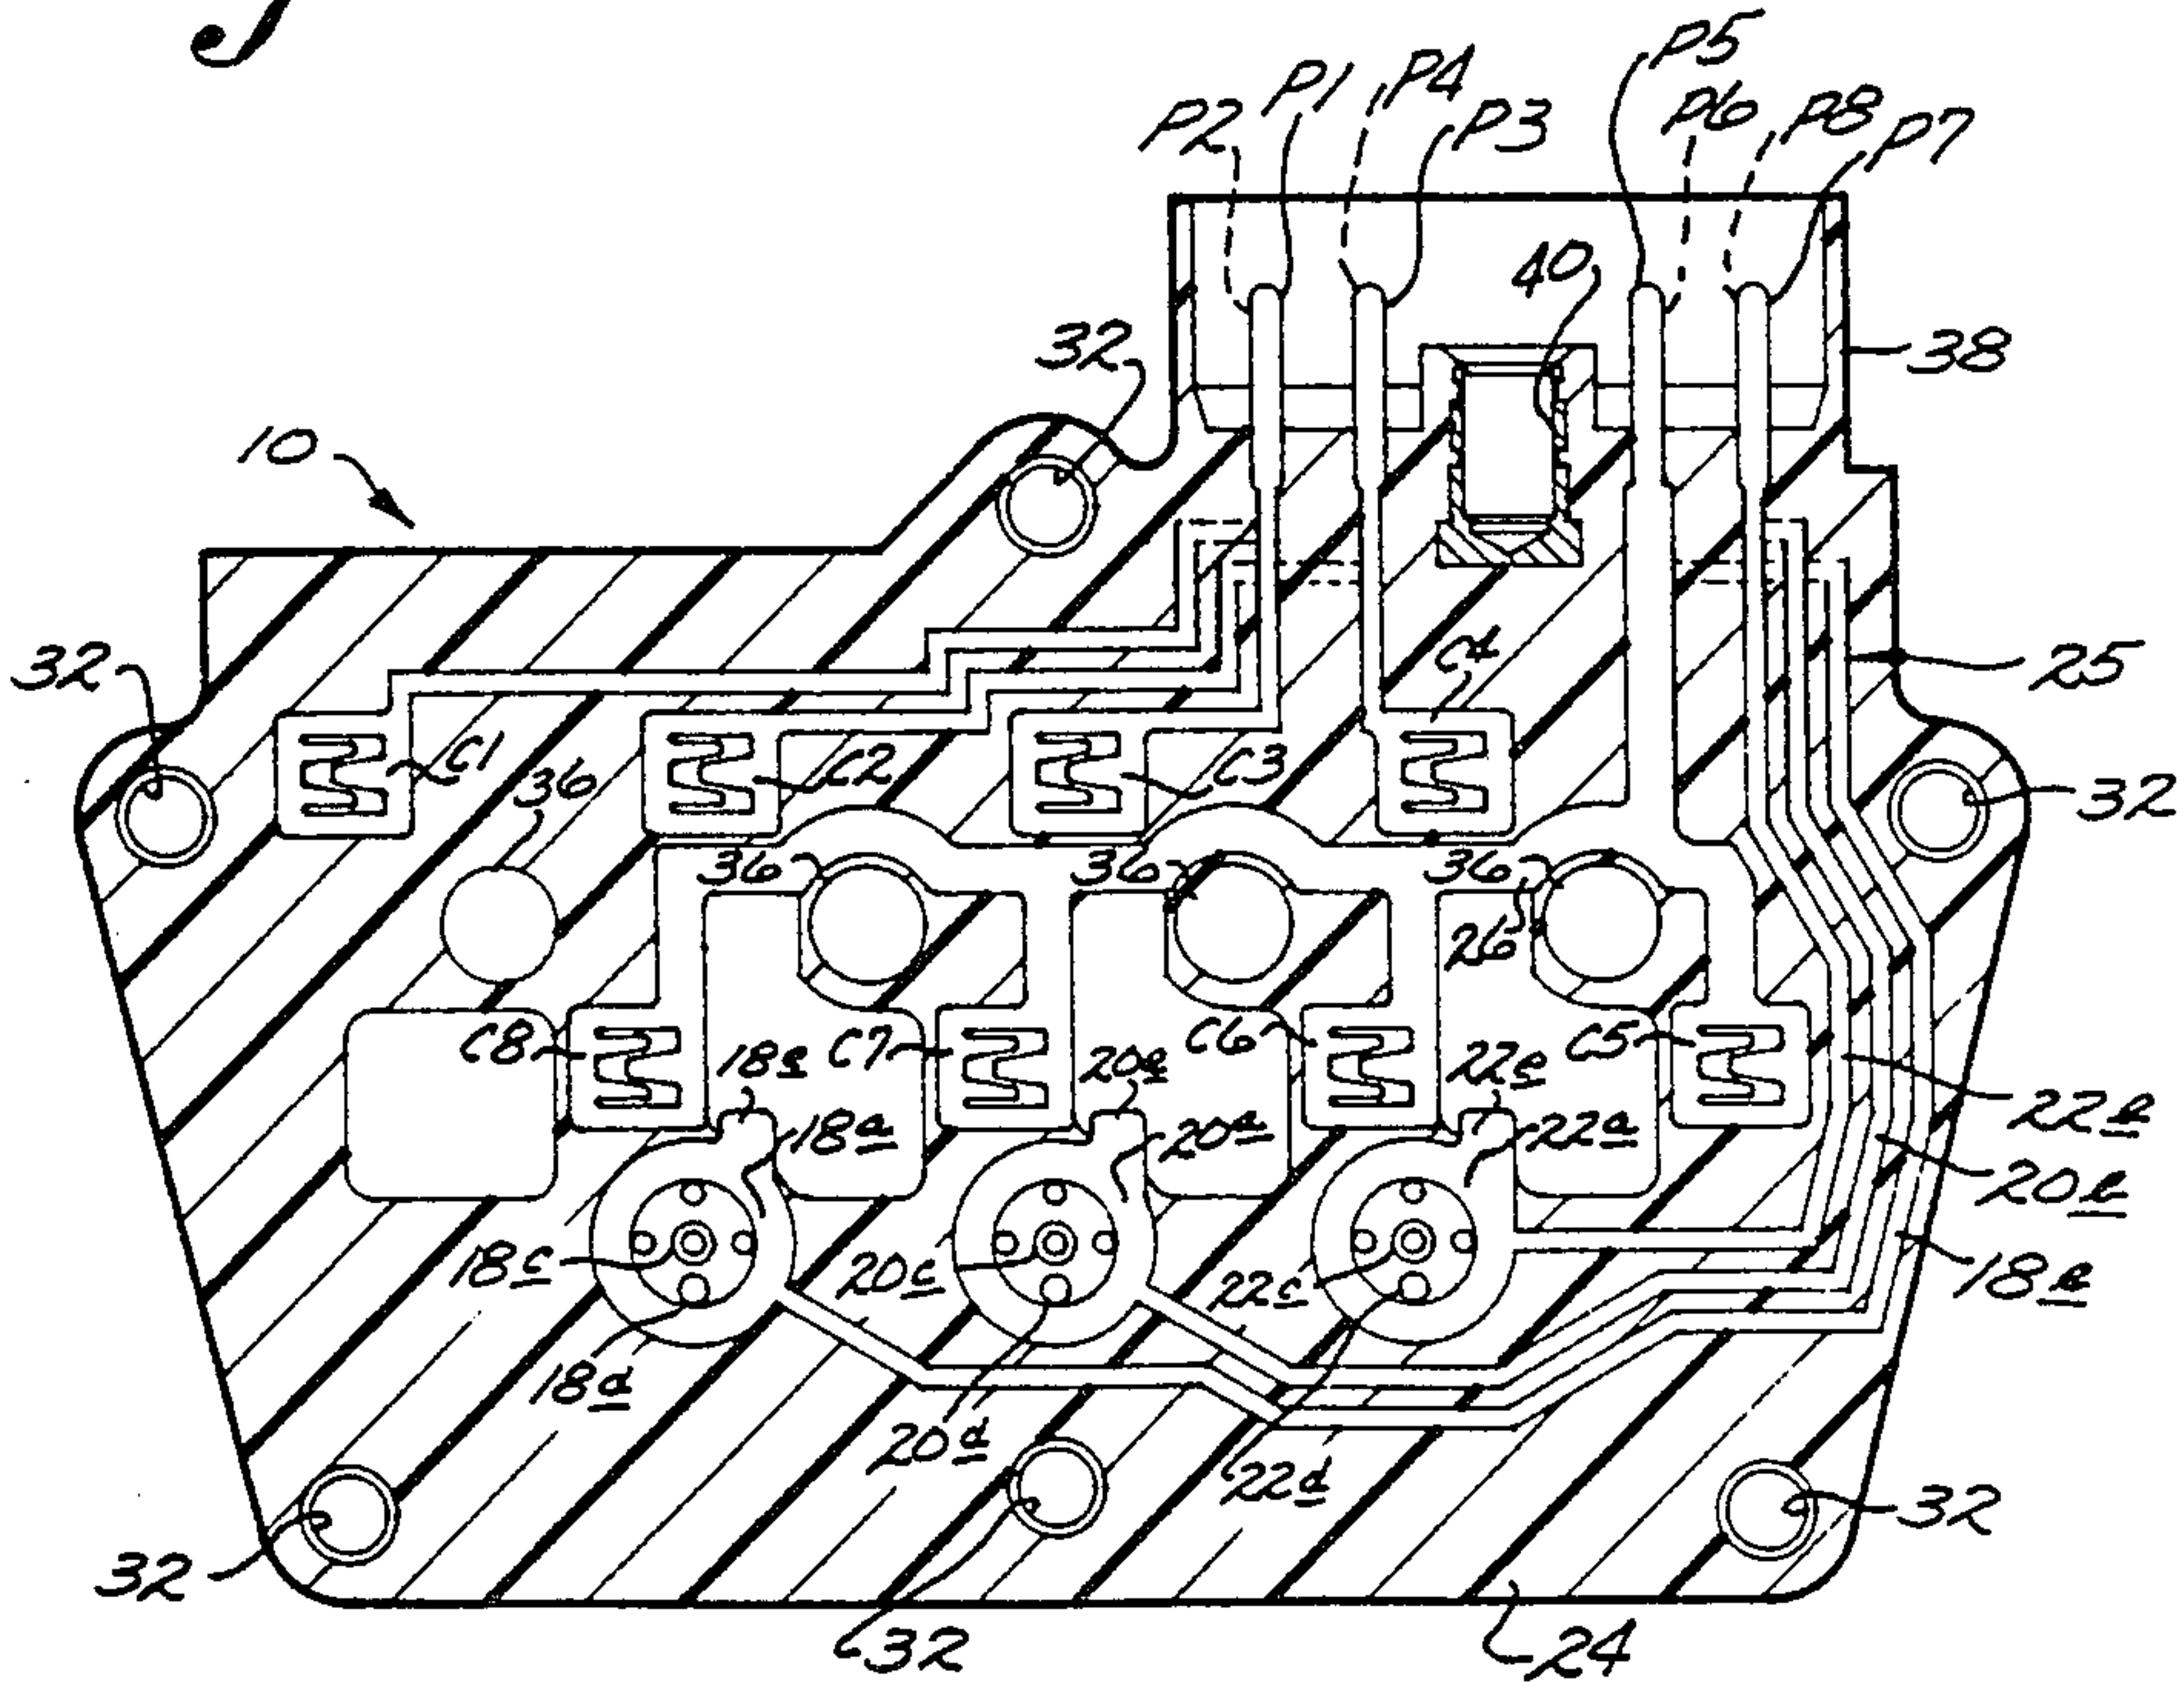 P5
P1 P4
P2 P3 P6 P8 P7
40
32 38
10
C4
32 25
C1 36 C2 C3
32
36 36 36
26
C8 18e C7 20e C6 22e C5
18a 20a 22a 22b
20b
18c 20c 22c 18b
18d
20d 22d
32 32
32 24